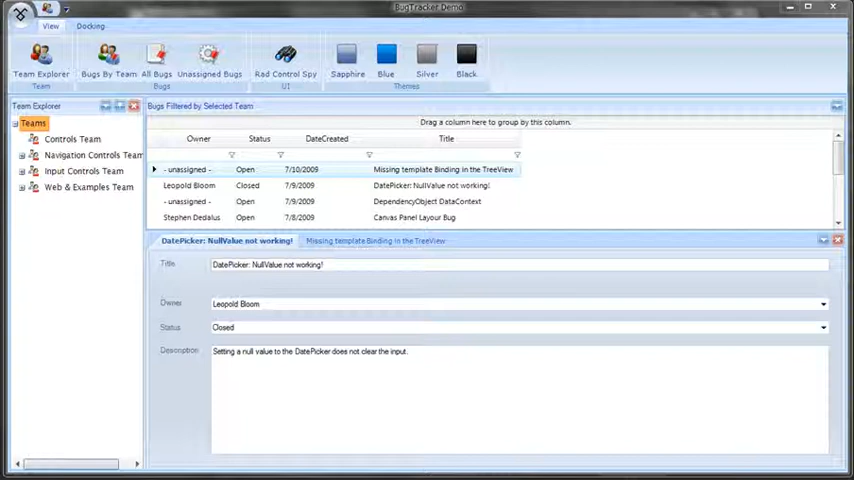 BugTracker Demo
View Docking
Team Explorer Bugs By Team All Bugs Unassigned Bugs Rad Control Spy Sapphire Blue Silver Black
Team Bugs UI Themes
Team Explorer
Teams
Controls Team
Navigation Controls Team
Input Controls Team
Web & Examples Team
Bugs Filtered by Selected Team
Drag a column here to group by this column.
Owner Status DateCreated Title
- unassigned - Open 7/10/2009 Missing template Binding in the TreeView
Leopold Bloom Closed 7/9/2009 DatePicker: NullValue not working!
- unassigned - Open 7/9/2009 DependencyObject DataContext
Stephen Dedalus Open 7/8/2009 Canvas Panel Layour Bug
DatePicker: NullValue not working! Missing template Binding in the TreeView
Title DatePicker: NullValue not working!
Owner Leopold Bloom
Status Closed
Description Setting a null value to the DatePicker does not clear the input.